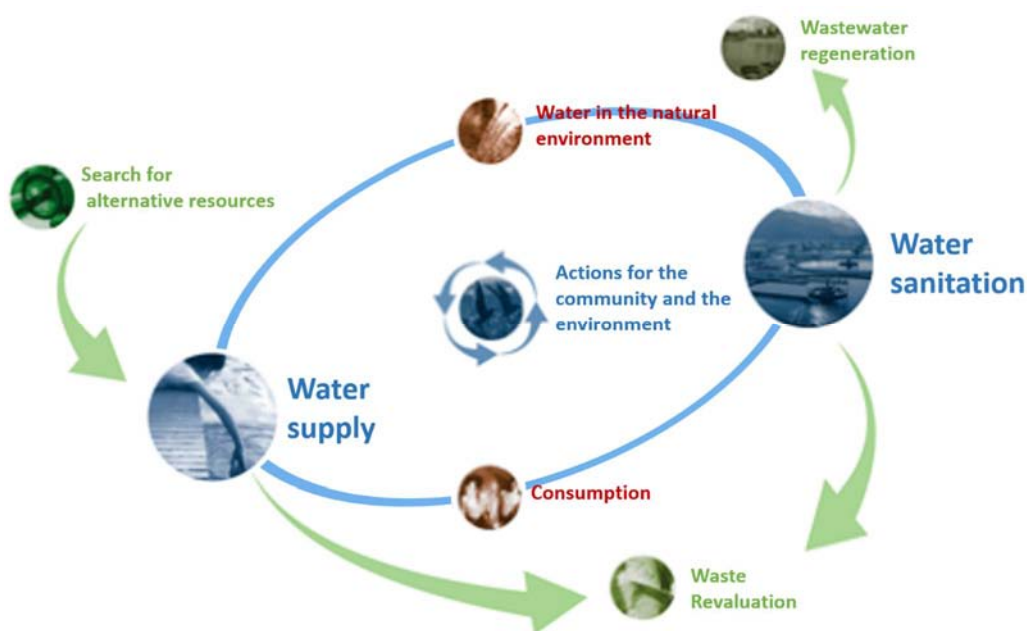 Wastewater
regeneration
Water in the natural
environment
Search for
alternative resources
Water
sanitation
Actions for the
community and the
environment
Water
supply
Consumption
Waste
Revaluation